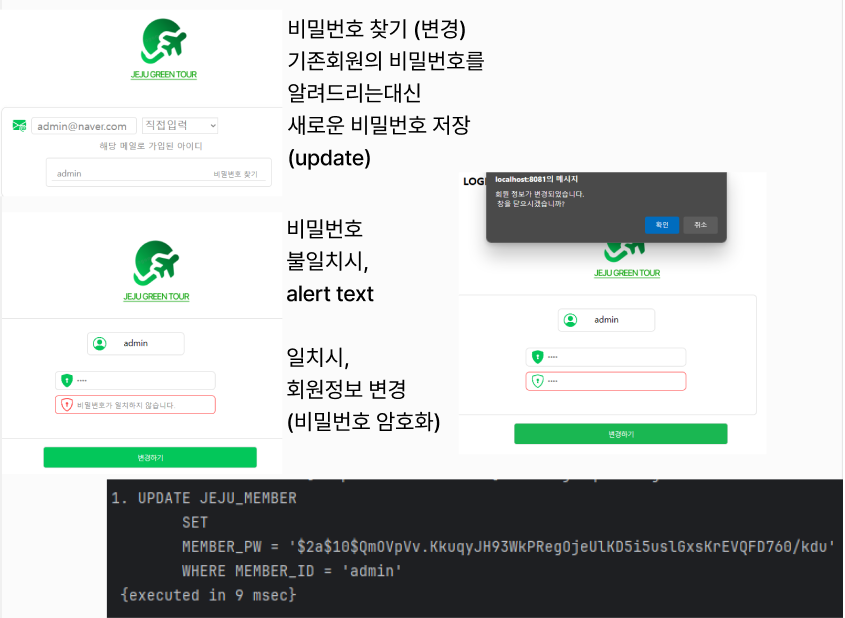 JEJU GREEN TOUR
admin@naver.com 직접입력
해당 메일로 가입된 아이디
admin 비밀번호 찾기
비밀번호 찾기 (변경)
기존회원의 비밀번호를
알려드리는대신
새로운 비밀번호 저장
(update)
JEJU GREEN TOUR
admin
····
비밀번호가 일치하지 않습니다.
변경하기
비밀번호
불일치시,
alert text
일치시,
회원정보 변경
(비밀번호 암호화)
localhost:8081의 메시지
회원 정보가 변경되었습니다.
창을 닫으시겠습니까?
확인 취소
JEJU GREEN TOUR
admin
····
····
변경하기
1. UPDATE JEJU_MEMBER
SET
MEMBER_PW = '$2a$10$QmOVpVv.KkuqyJH93WkPRegOjeUlKD5i5uslGxsKrEVQFD760/kdu'
WHERE MEMBER_ID = 'admin'
{executed in 9 msec}